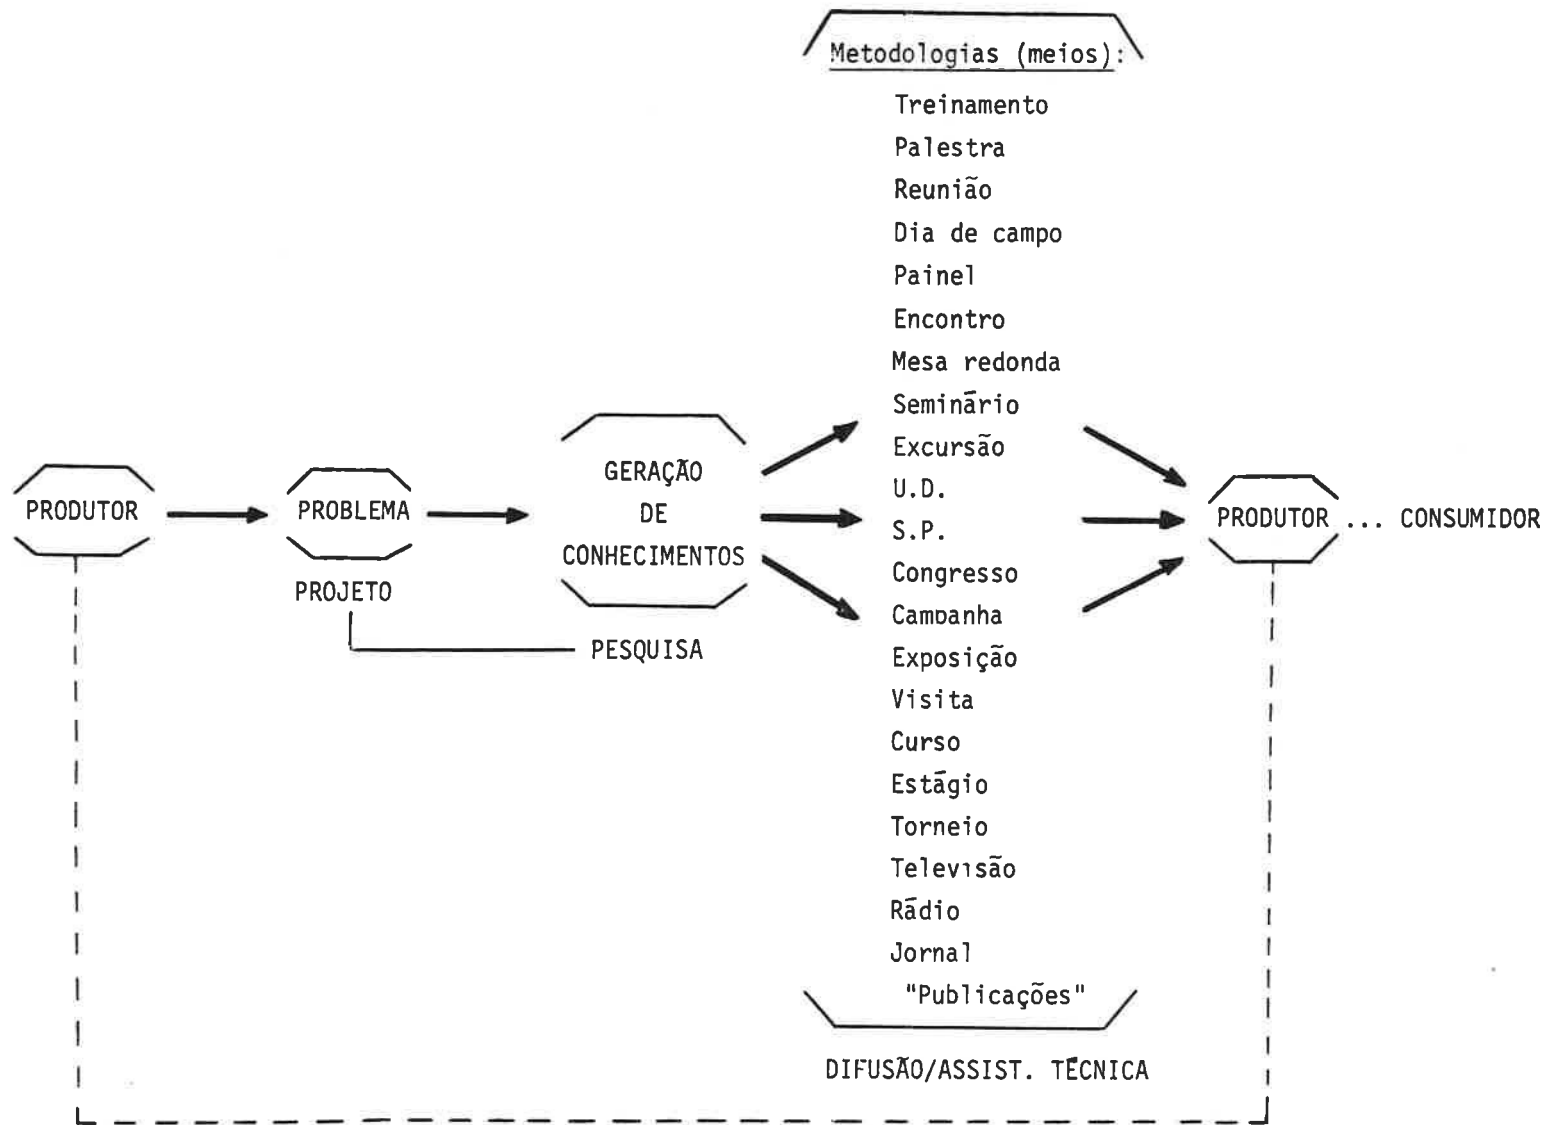 Metodologias (meios):
Treinamento
Palestra
Reunião
Dia de campo
Painel
Encontro
Mesa redonda
Seminário
Excursão
U.D.
S.P.
Congresso
Campanha
Exposição
Visita
Curso
Estágio
Torneio
Televisão
Rádio
Jornal
"Publicações"
DIFUSÃO/ASSIST. TÉCNICA
PRODUTOR
PROBLEMA
PROJETO
GERAÇÃO
DE
CONHECIMENTOS
PESQUISA
PRODUTOR ... CONSUMIDOR